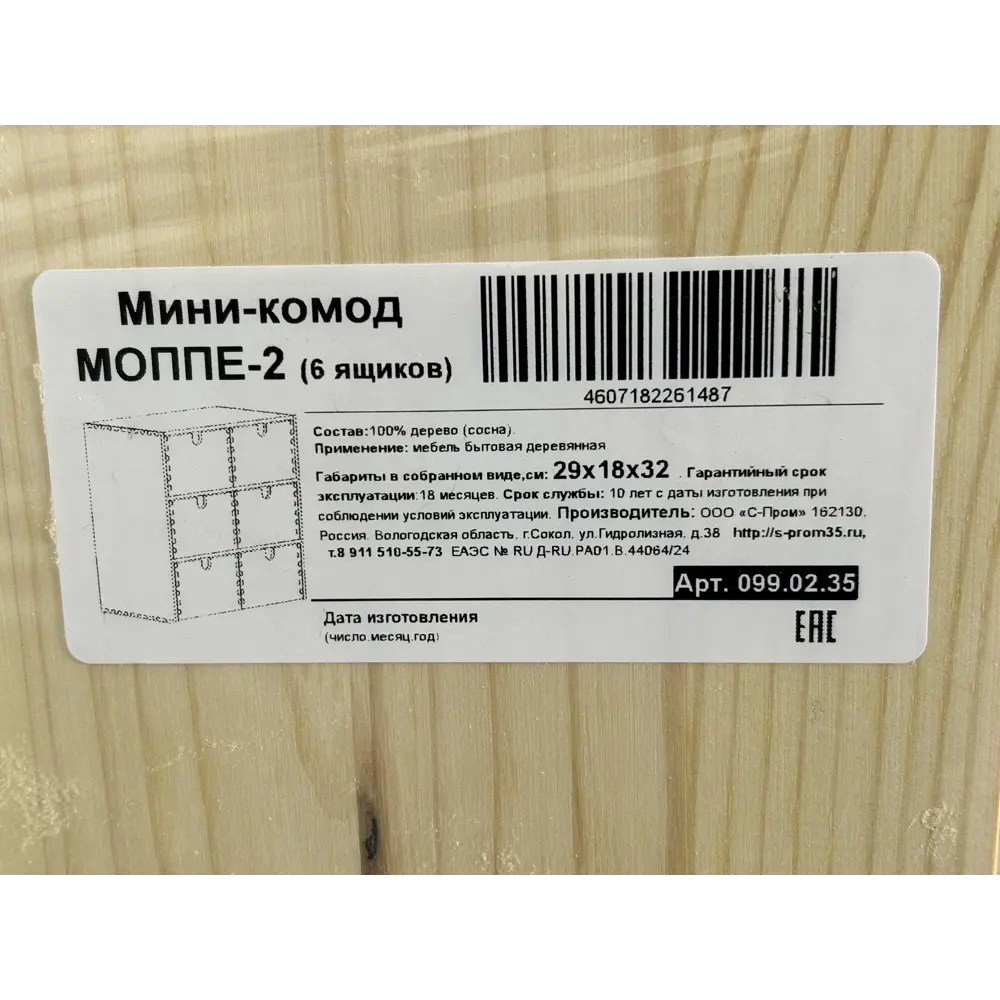 Мини-комод
МОППЕ-2 (6 ящиков)
4607182261487
Состав:100% дерево (сосна).
Применение: мебель бытовая деревянная
Габариты в собранном виде,см: 29x18x32 . Гарантийный срок
эксплуатации:18 месяцев. Срок службы: 10 лет с даты изготовления при
соблюдении условий эксплуатации. Производитель: ООО «С-Пром» 162130.
Россия. Вологодская область, г.Сокол. ул.Гидролизная, д.38 http://s-prom35.ru,
т.8 911 510-55-73 ЕАЭС № RU Д-RU.РА01.В.44064/24
Арт. 099.02.35
Дата изготовления
(число.месяц.год)
ЕАС